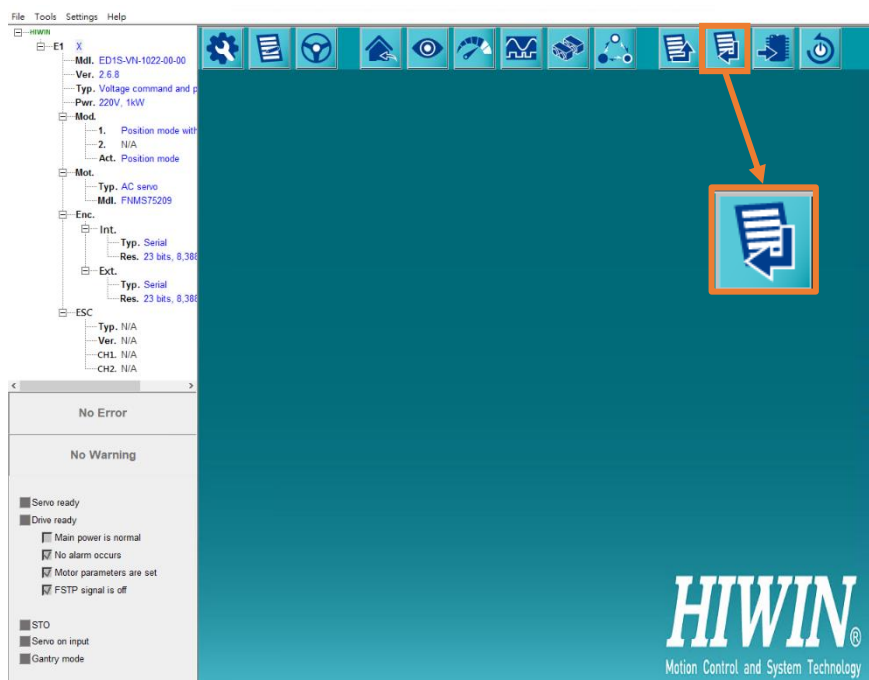 File Tools Settings Help
HIWIN
E1 X
Mdl. ED1S-VN-1022-00-00
Ver. 2.6.8
Typ. Voltage command and p
Pwr. 220V, 1kW
Mod.
1. Position mode with
2. N/A
Act. Position mode
Mot.
Typ. AC servo
Mdl. FNMS75209
Enc.
Int.
Typ. Serial
Res. 23 bits, 8,388
Ext.
Typ. Serial
Res. 23 bits, 8,388
ESC
Typ. N/A
Ver. N/A
CH1. N/A
CH2. N/A
No Error
No Warning
Servo ready
Drive ready
Main power is normal
No alarm occurs
Motor parameters are set
FSTP signal is off
STO
Servo on input
Gantry mode
HIWIN®
Motion Control and System Technology